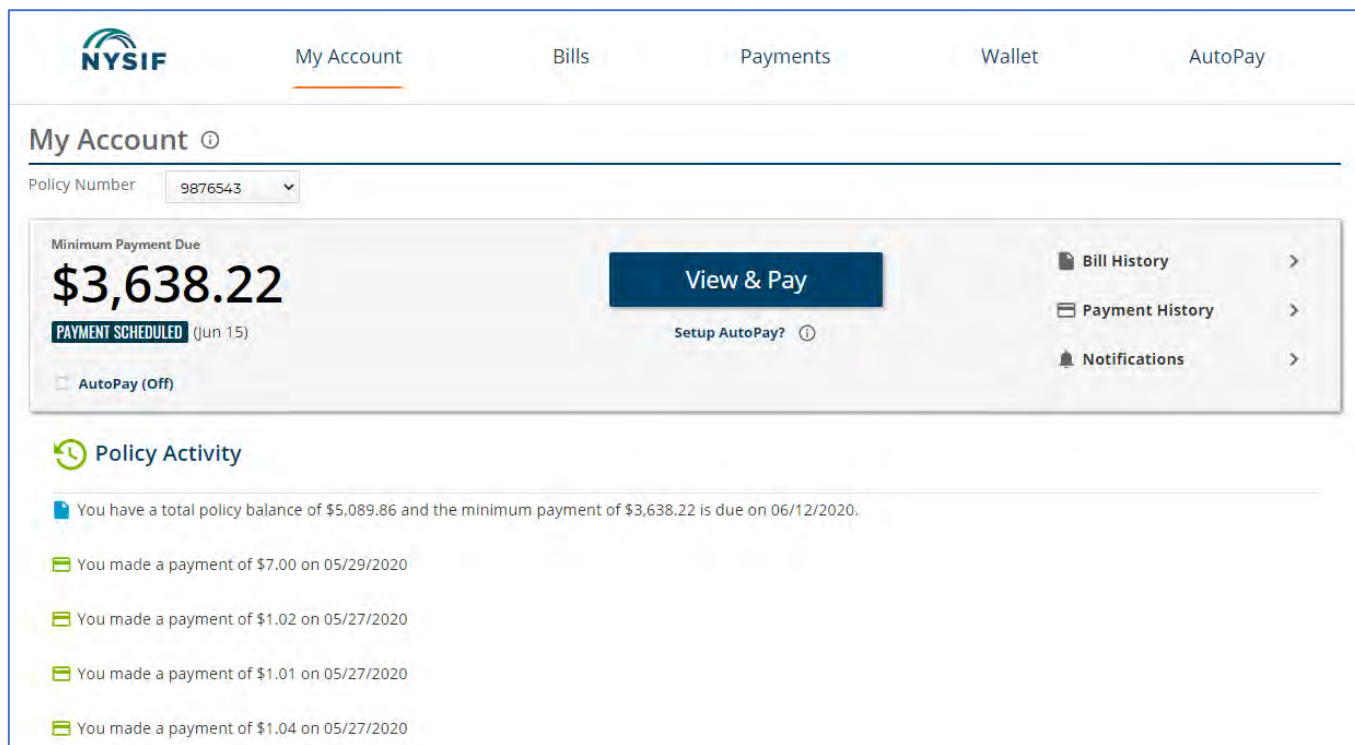 NYSIF My Account Bills Payments Wallet AutoPay
My Account
Policy Number 9876543
Minimum Payment Due
$3,638.22
PAYMENT SCHEDULED (Jun 15)
AutoPay (Off)
View & Pay
Setup AutoPay?
Bill History
Payment History
Notifications
Policy Activity
You have a total policy balance of $5,089.86 and the minimum payment of $3,638.22 is due on 06/12/2020.
You made a payment of $7.00 on 05/29/2020
You made a payment of $1.02 on 05/27/2020
You made a payment of $1.01 on 05/27/2020
You made a payment of $1.04 on 05/27/2020